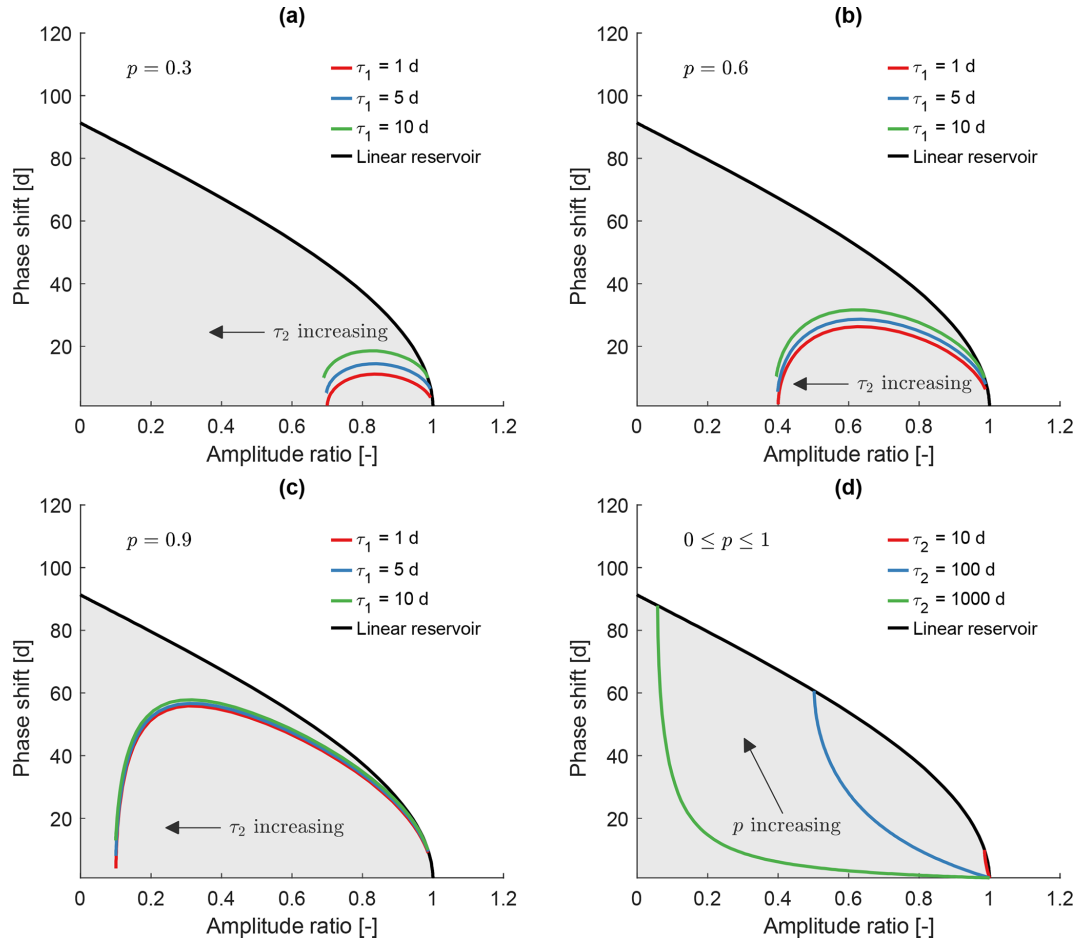 (a)
p = 0.3
τ1 = 1 d
τ1 = 5 d
τ1 = 10 d
Linear reservoir
τ2 increasing
Phase shift [d]
120
100
80
60
40
20
0 0.2 0.4 0.6 0.8 1 1.2
Amplitude ratio [-]
(b)
p = 0.6
τ1 = 1 d
τ1 = 5 d
τ1 = 10 d
Linear reservoir
τ2 increasing
Phase shift [d]
120
100
80
60
40
20
0 0.2 0.4 0.6 0.8 1 1.2
Amplitude ratio [-]
(c)
p = 0.9
τ1 = 1 d
τ1 = 5 d
τ1 = 10 d
Linear reservoir
τ2 increasing
Phase shift [d]
120
100
80
60
40
20
0 0.2 0.4 0.6 0.8 1 1.2
Amplitude ratio [-]
(d)
0 ≤ p ≤ 1
τ2 = 10 d
τ2 = 100 d
τ2 = 1000 d
Linear reservoir
p increasing
Phase shift [d]
120
100
80
60
40
20
0 0.2 0.4 0.6 0.8 1 1.2
Amplitude ratio [-]